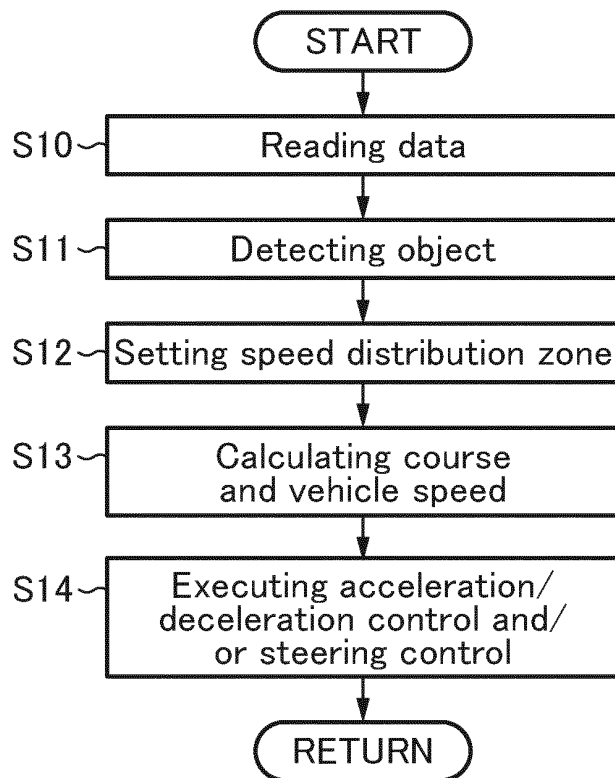 START
S10 Reading data
S11 Detecting object
S12 Setting speed distribution zone
S13 Calculating course
and vehicle speed
S14 Executing acceleration/
deceleration control and/
or steering control
RETURN